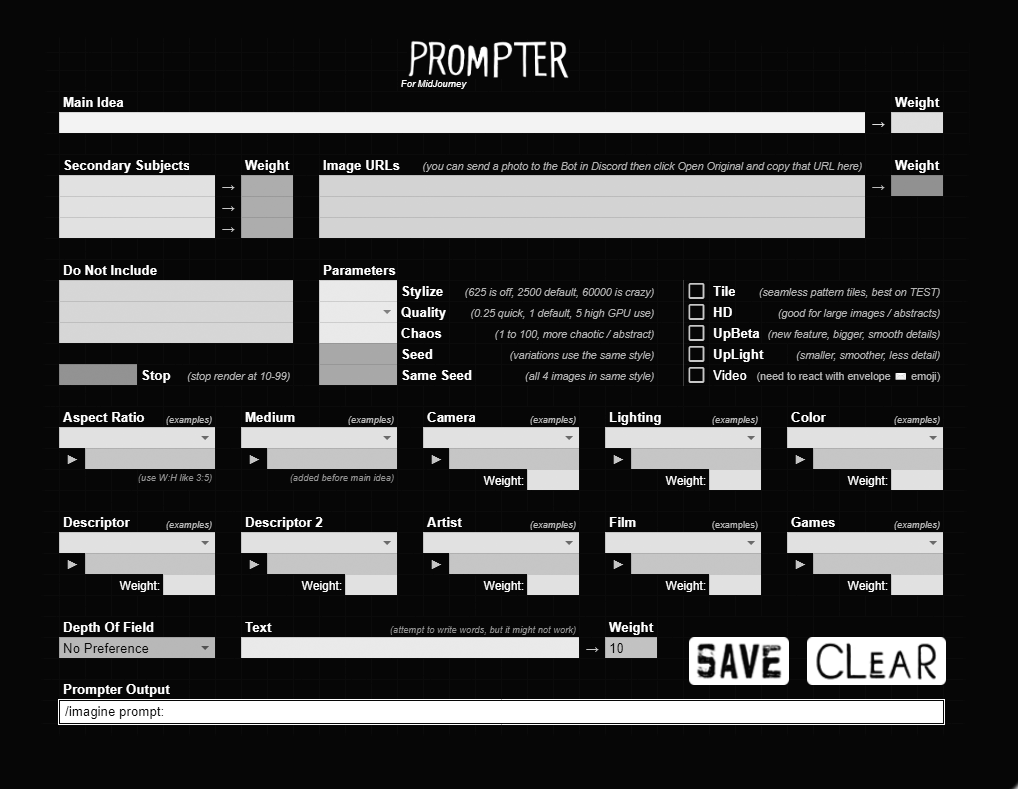 PROMPTER
For MidJourney
Main Idea Weight
→
Secondary Subjects Weight Image URLs (you can send a photo to the Bot in Discord then click Open Original and copy that URL here) Weight
→ →
→
→
Do Not Include Parameters
Stylize (625 is off, 2500 default, 60000 is crazy) Tile (seamless pattern tiles, best on TEST)
Quality (0.25 quick, 1 default, 5 high GPU use) HD (good for large images / abstracts)
Chaos (1 to 100, more chaotic / abstract) UpBeta (new feature, bigger, smooth details)
Seed (variations use the same style) UpLight (smaller, smoother, less detail)
Stop (stop render at 10-99) Same Seed (all 4 images in same style) Video (need to react with envelope emoji)
Aspect Ratio (examples) Medium (examples) Camera (examples) Lighting (examples) Color (examples)
(use W:H like 3:5) (added before main idea) Weight: Weight: Weight:
Descriptor (examples) Descriptor 2 (examples) Artist (examples) Film (examples) Games (examples)
Weight: Weight: Weight: Weight: Weight:
Depth Of Field Text (attempt to write words, but it might not work) Weight
No Preference → 10 SAVE CLEAR
Prompter Output
/imagine prompt: